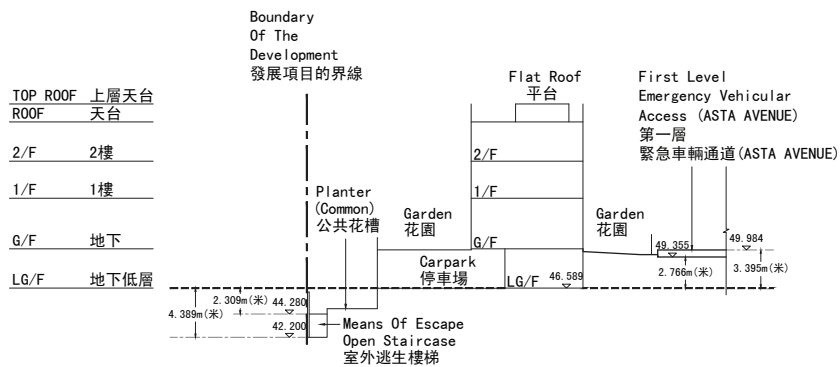 Boundary
Of The
Development
發展項目的界線
Flat Roof
平台
First Level
Emergency Vehicular
Access (ASTA AVENUE)
第一層
緊急車輛通道(ASTA AVENUE)
TOP ROOF 上層天台
ROOF 天台
2/F 2樓
1/F 1樓
G/F 地下
LG/F 地下低層
Planter
(Common)
公共花槽
Garden
花園
2/F
1/F
G/F
Carpark
停車場
LG/F
46.589
Garden
花園
49.355
49.984
2.766m(米)
3.395m(米)
2.309m(米)
44.280
4.389m(米)
42.200
Means Of Escape
Open Staircase
室外逃生樓梯